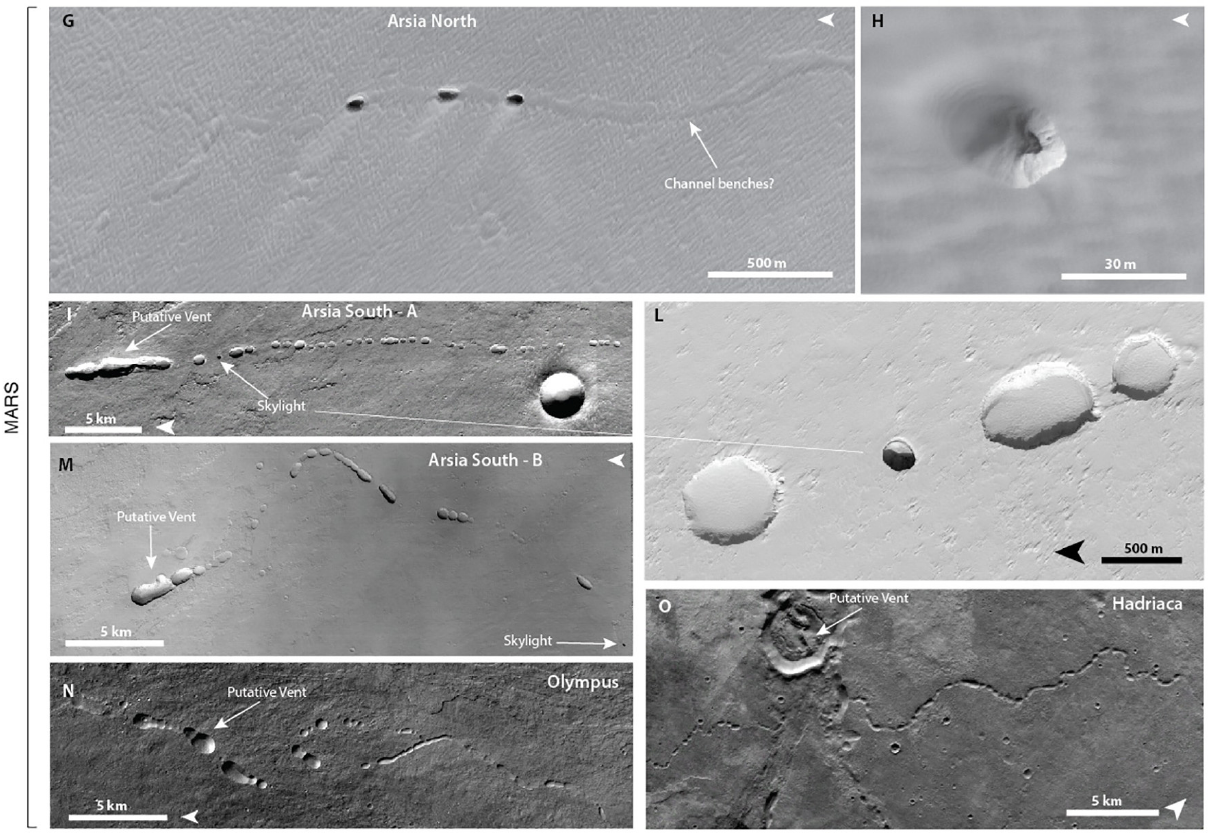 MARS
G
Arsia North
Channel benches?
500 m
H
30 m
I
Putative Vent
Arsia South - A
Skylight
5 km
L
500 m
M
Arsia South - B
Putative Vent
5 km
Skylight
N
Putative Vent
Olympus
5 km
O
Putative Vent
Hadriaca
5 km